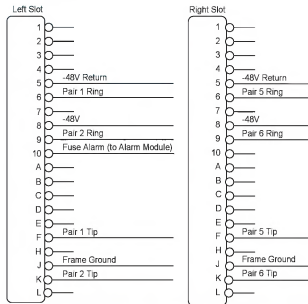 Left Slot
1
2
3
4
5 -48V Return
6 Pair 1 Ring
7
8 -48V
9 Pair 2 Ring
10 Fuse Alarm (to Alarm Module)
A
B
C
D
E
F Pair 1 Tip
H
J Frame Ground
K Pair 2 Tip
L
Right Slot
1
2
3
4
5 -48V Return
6 Pair 5 Ring
7
8 -48V
9 Pair 6 Ring
10
A
B
C
D
E
F Pair 5 Tip
H
J Frame Ground
K Pair 6 Tip
L